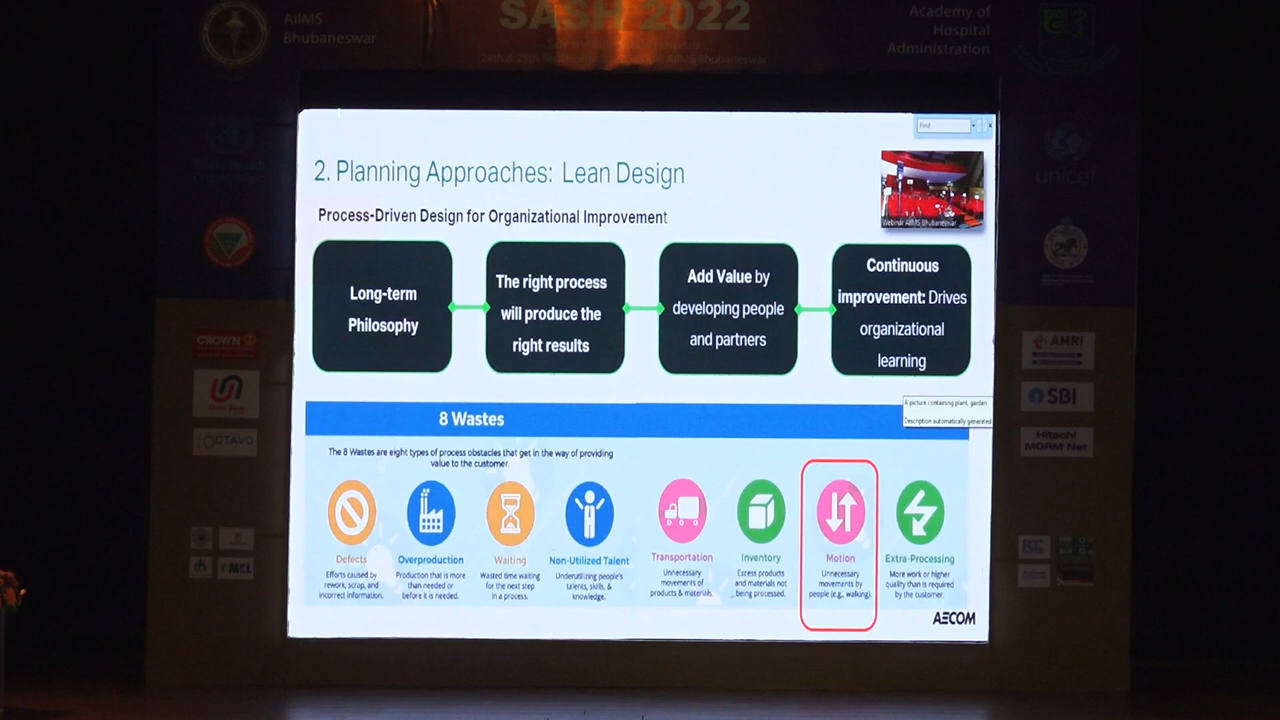 AIIMS
Bhubaneswar
SASH 2022
Academy of
Hospital
Administration
unicef
Find
2. Planning Approaches: Lean Design
Webinar AIIMS Bhubaneswar
Process-Driven Design for Organizational Improvement
Long-term
Philosophy
The right process
will produce the
right results
Add Value by
developing people
and partners
Continuous
improvement: Drives
organizational
learning
CROWN
AMRI
SBI
OCTAVO
Hitachi
MGRM Net
MCL
A picture containing plant, garden
Description automatically generated
8 Wastes
The 8 Wastes are eight types of process obstacles that get in the way of providing
value to the customer.
Defects
Efforts caused by
rework, scrap, and
incorrect information.
Overproduction
Production that is more
than needed or
before it is needed.
Waiting
Wasted time waiting
for the next step
in a process.
Non-Utilized Talent
Underutilizing people's
talents, skills, &
knowledge.
Transportation
Unnecessary
movements of
products & materials.
Inventory
Excess products
and materials not
being processed.
Motion
Unnecessary
movements by
people (e.g., walking).
Extra-Processing
More work or higher
quality than is required
by the customer.
AECOM